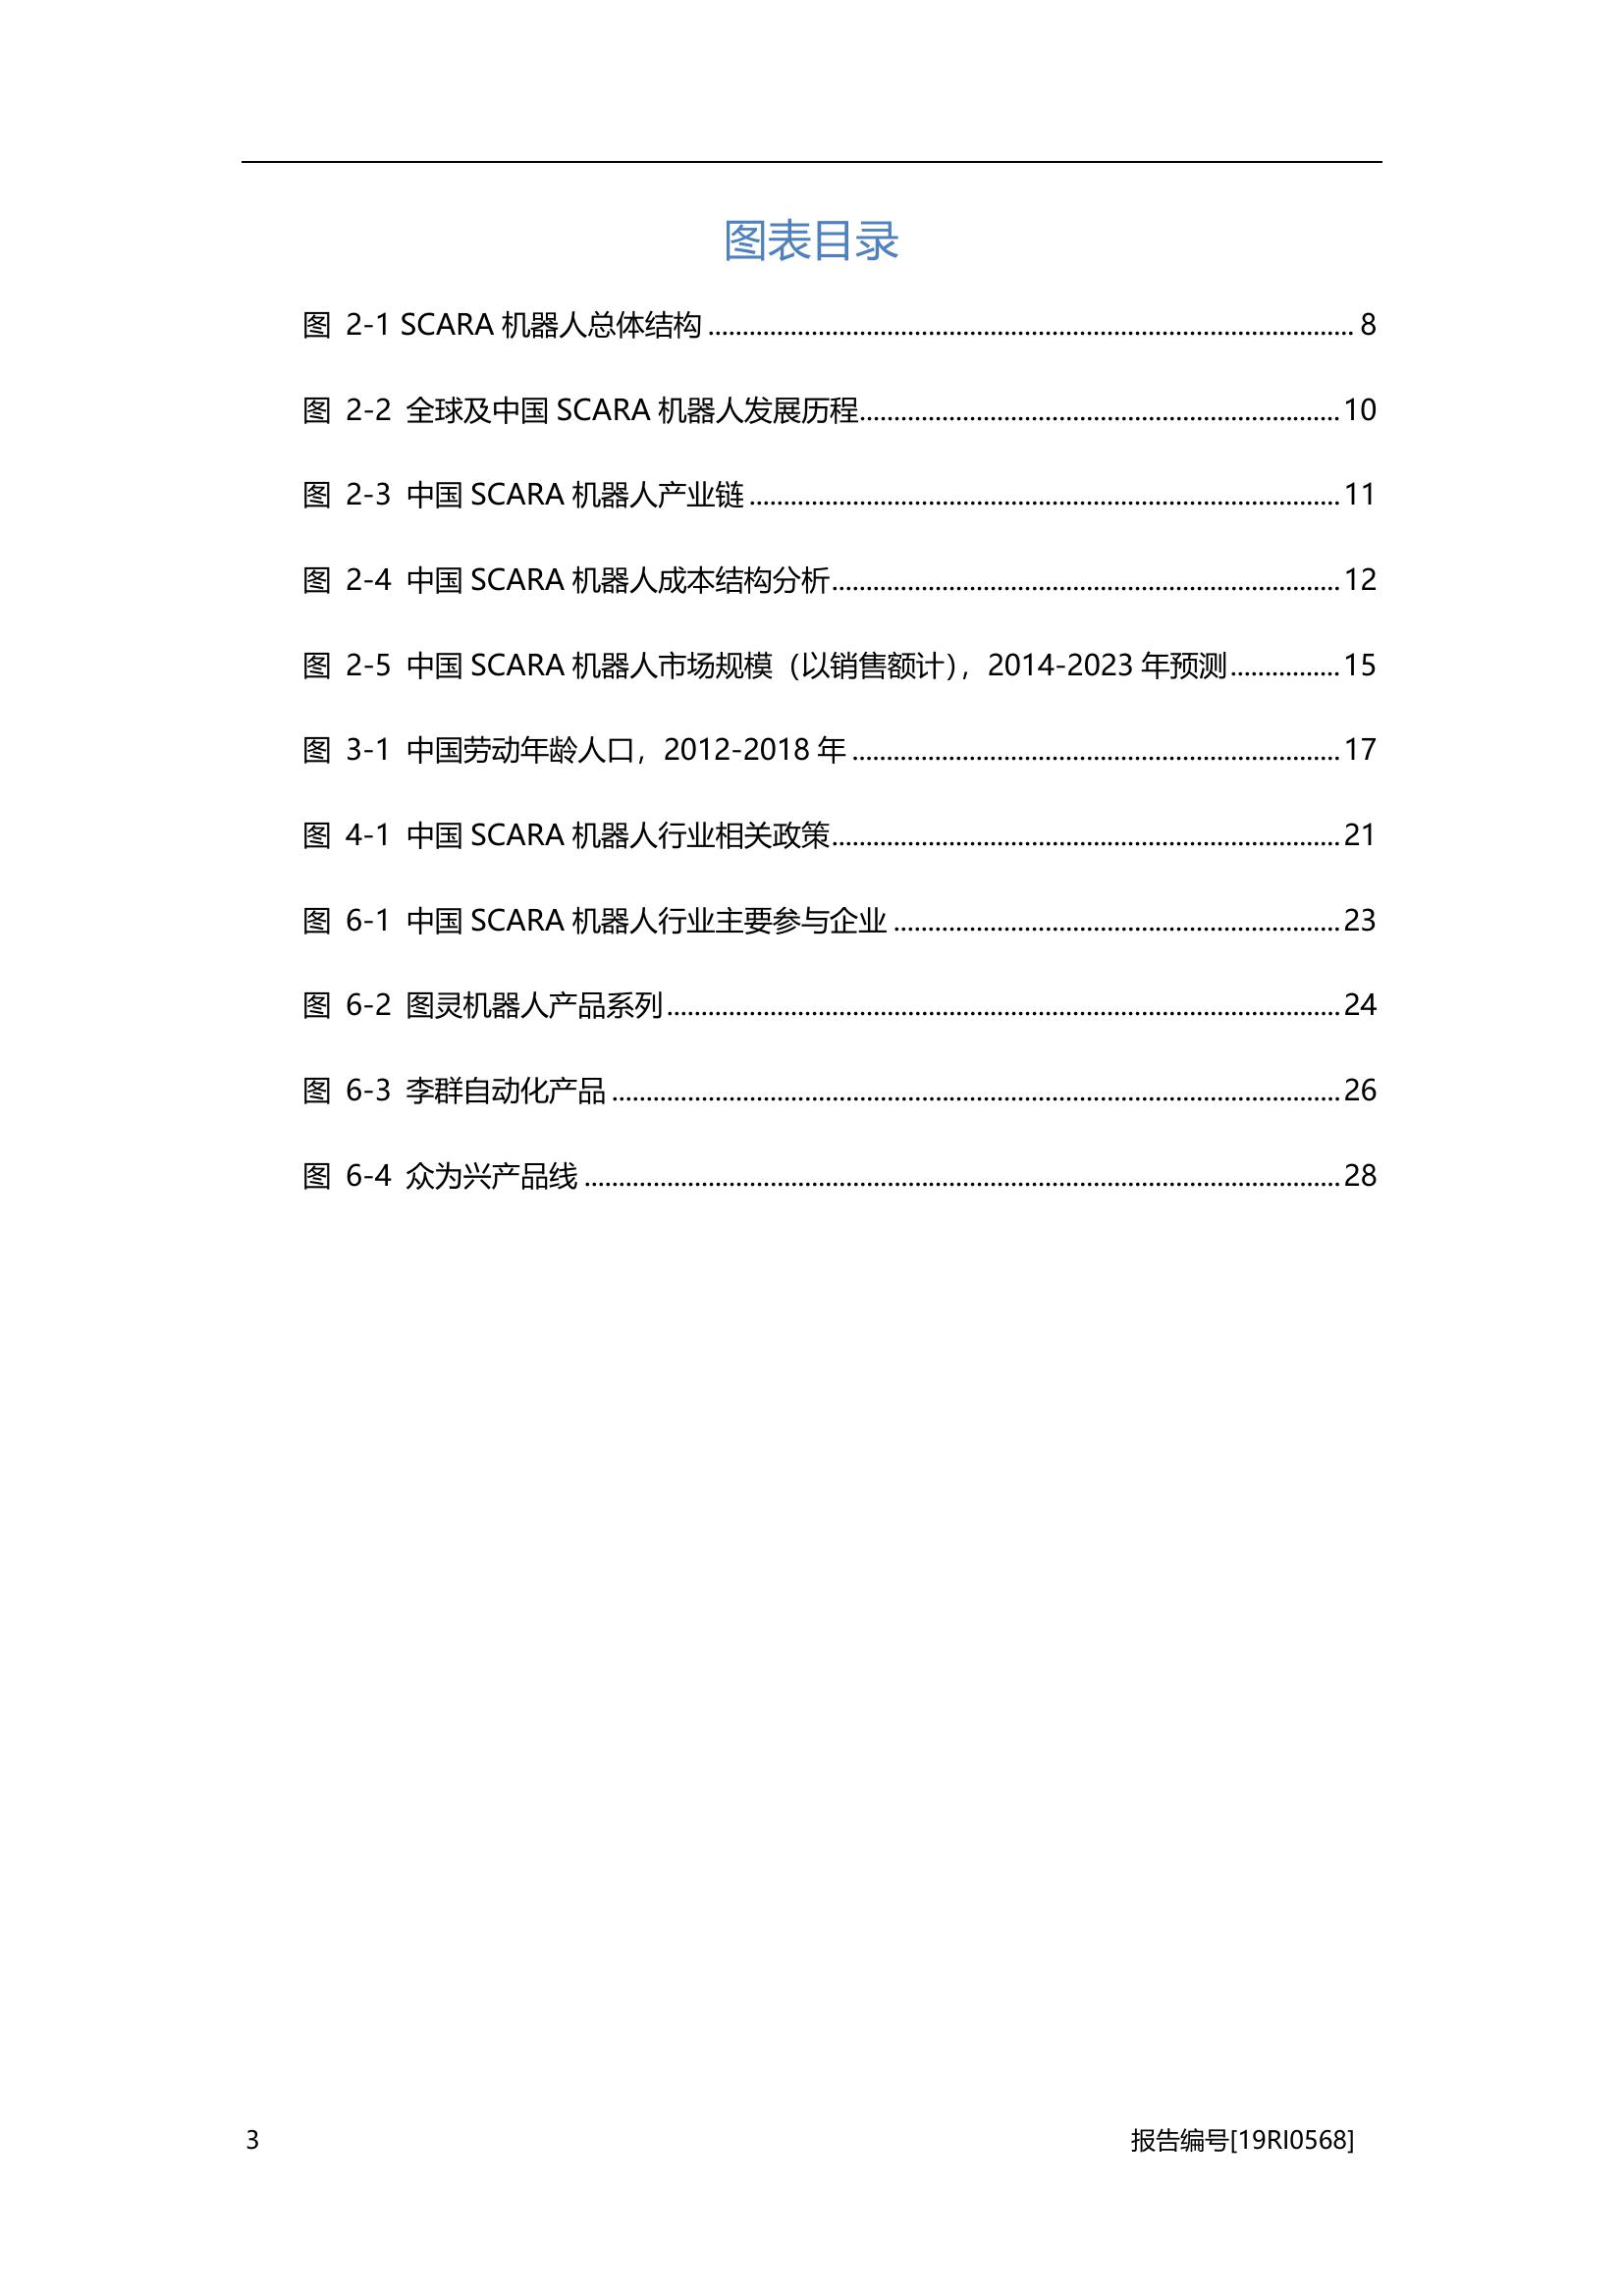 图表目录
图 2-1 SCARA 机器人总体结构 ........................................ 8
图 2-2 全球及中国 SCARA 机器人发展历程 ........................................ 10
图 2-3 中国 SCARA 机器人产业链 ........................................ 11
图 2-4 中国 SCARA 机器人成本结构分析 ........................................ 12
图 2-5 中国 SCARA 机器人市场规模（以销售额计），2014-2023 年预测 ................ 15
图 3-1 中国劳动年龄人口，2012-2018 年 ........................................ 17
图 4-1 中国 SCARA 机器人行业相关政策 ........................................ 21
图 6-1 中国 SCARA 机器人行业主要参与企业 ........................................ 23
图 6-2 图灵机器人产品系列 ........................................ 24
图 6-3 李群自动化产品 ........................................ 26
图 6-4 众为兴产品线 ........................................ 28
3 报告编号[19RI0568]